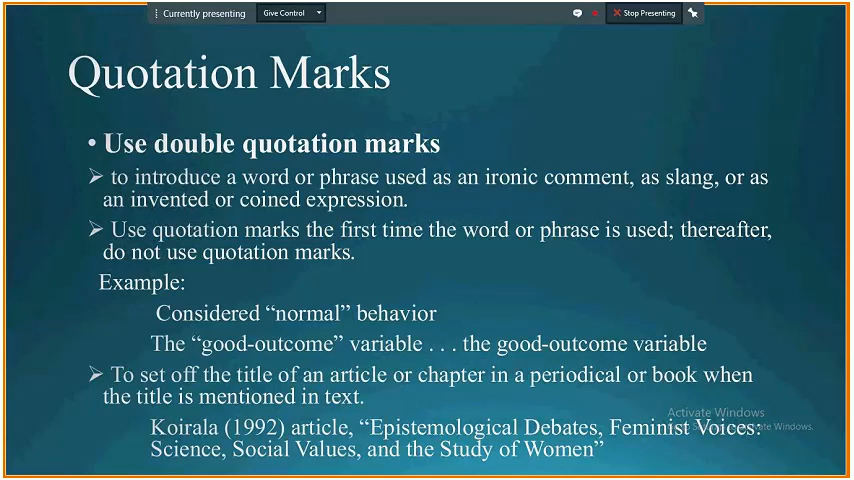 Currently presenting Give Control Stop Presenting
Quotation Marks
• Use double quotation marks
➢ to introduce a word or phrase used as an ironic comment, as slang, or as
an invented or coined expression.
➢ Use quotation marks the first time the word or phrase is used; thereafter,
do not use quotation marks.
Example:
Considered “normal” behavior
The “good-outcome” variable . . . the good-outcome variable
➢ To set off the title of an article or chapter in a periodical or book when
the title is mentioned in text.
Activate Windows
Koirala (1992) article, “Epistemological Debates, Feminist Voices:
Science, Social Values, and the Study of Women”